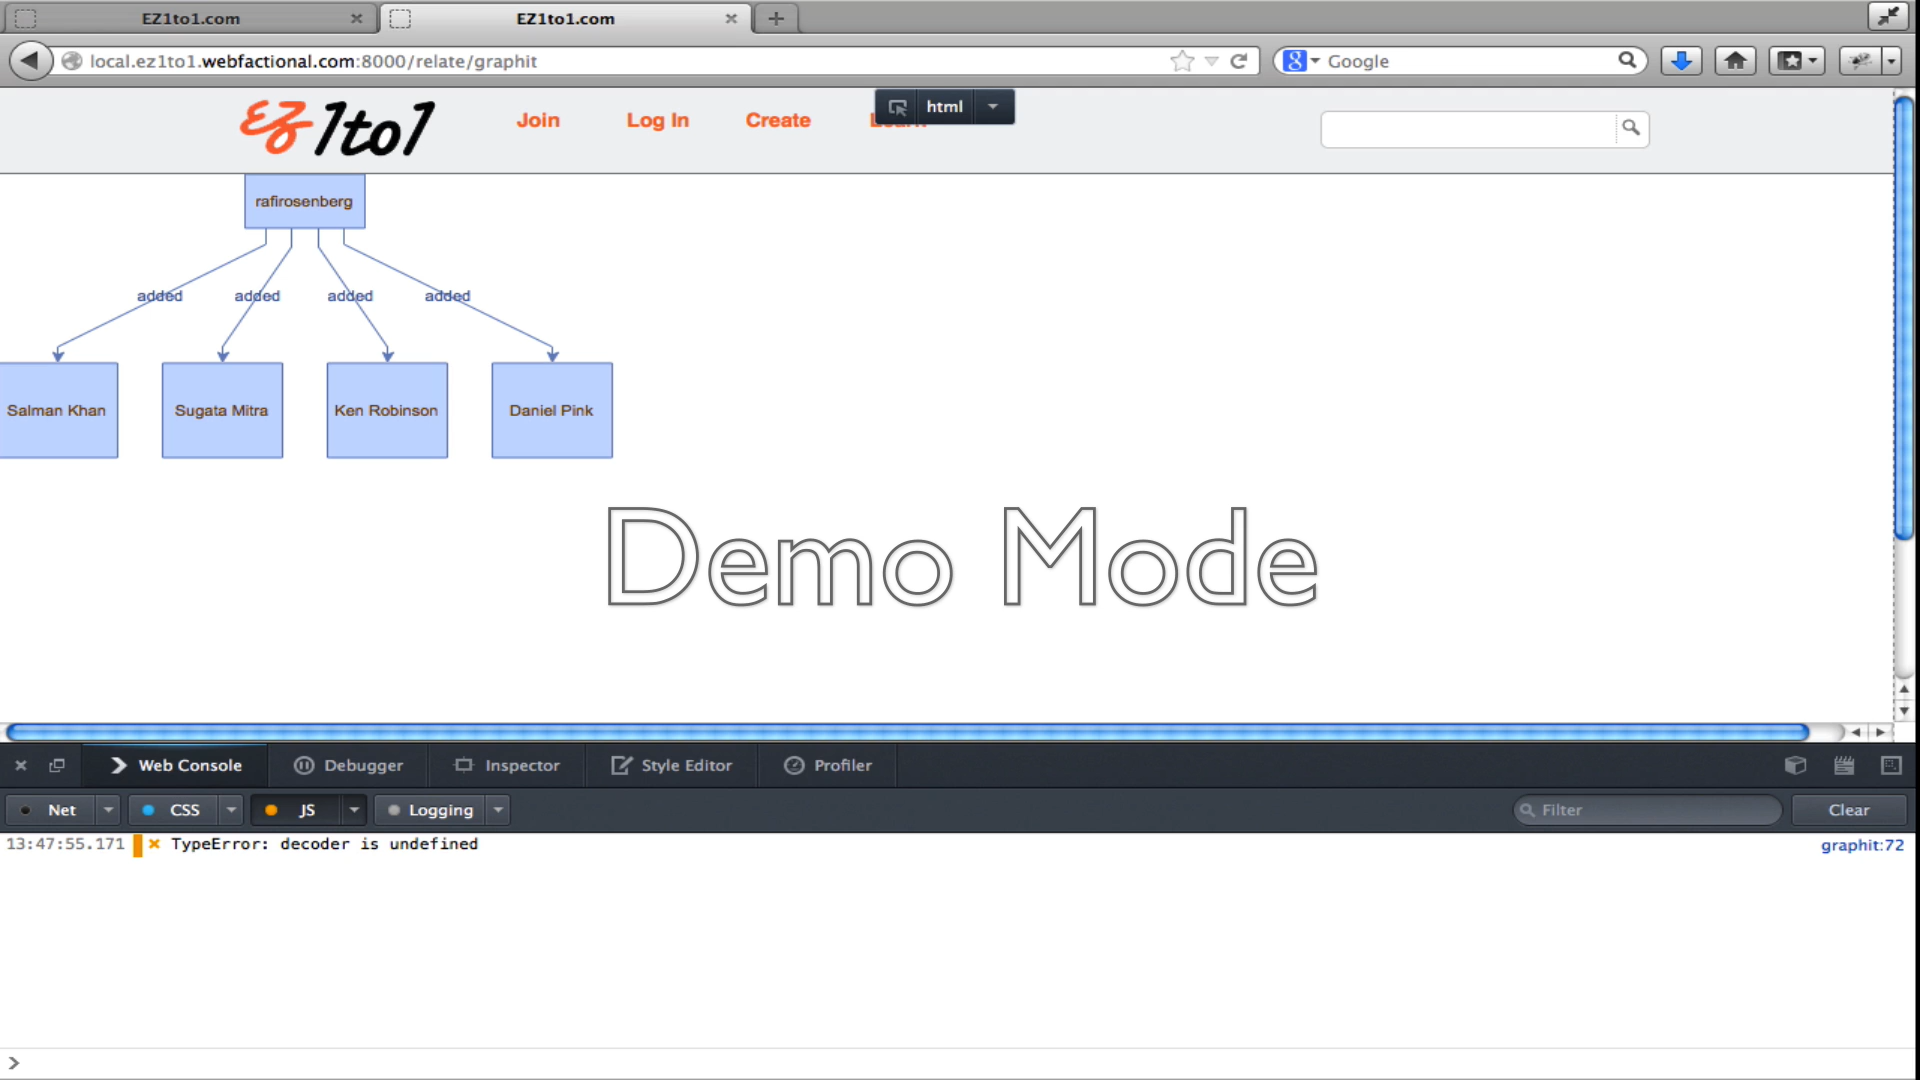 EZ1to1.com
EZ1to1.com
local.ez1to1.webfactional.com:8000/relate/graphit
Google
EZ 1to1
Join
Log In
Create
html
rafirosenberg
added
added
added
added
Salman Khan
Sugata Mitra
Ken Robinson
Daniel Pink
Demo Mode
Web Console
Debugger
Inspector
Style Editor
Profiler
Net
CSS
JS
Logging
Filter
Clear
13:47:55.171 TypeError: decoder is undefined graphit:72